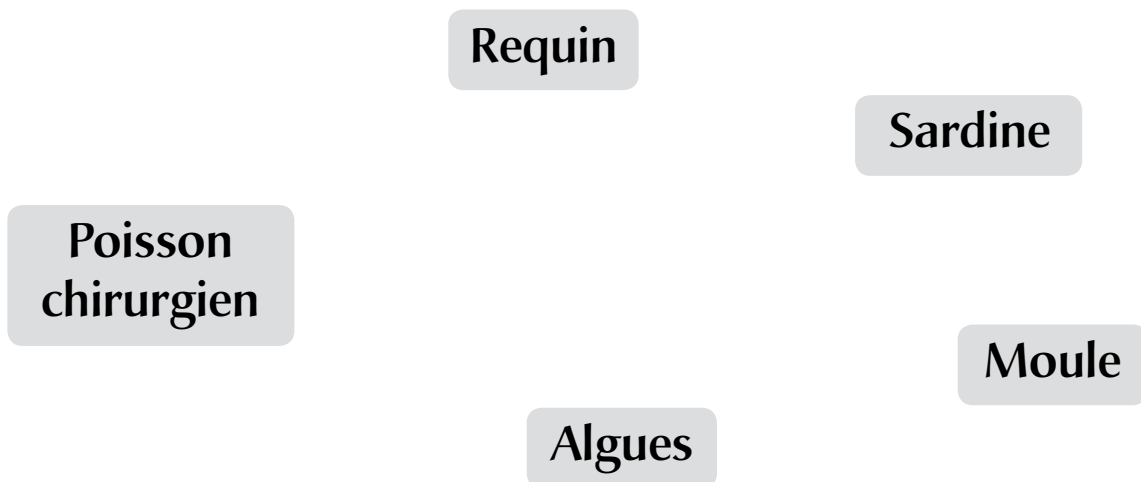 Requin
Sardine
Poisson
chirurgien
Moule
Algues